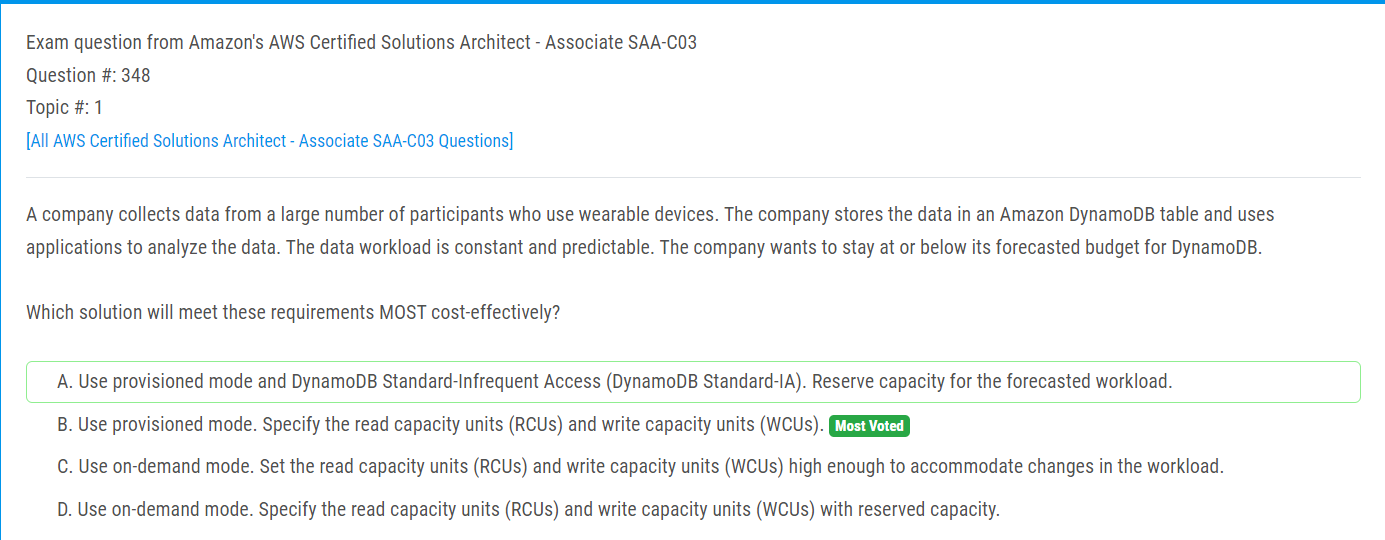 Exam question from Amazon's AWS Certified Solutions Architect - Associate SAA-C03
Question #: 348
Topic #: 1
[All AWS Certified Solutions Architect - Associate SAA-C03 Questions]
A company collects data from a large number of participants who use wearable devices. The company stores the data in an Amazon DynamoDB table and uses
applications to analyze the data. The data workload is constant and predictable. The company wants to stay at or below its forecasted budget for DynamoDB.
Which solution will meet these requirements MOST cost-effectively?
A. Use provisioned mode and DynamoDB Standard-Infrequent Access (DynamoDB Standard-IA). Reserve capacity for the forecasted workload.
B. Use provisioned mode. Specify the read capacity units (RCUs) and write capacity units (WCUs). Most Voted
C. Use on-demand mode. Set the read capacity units (RCUs) and write capacity units (WCUs) high enough to accommodate changes in the workload.
D. Use on-demand mode. Specify the read capacity units (RCUs) and write capacity units (WCUs) with reserved capacity.